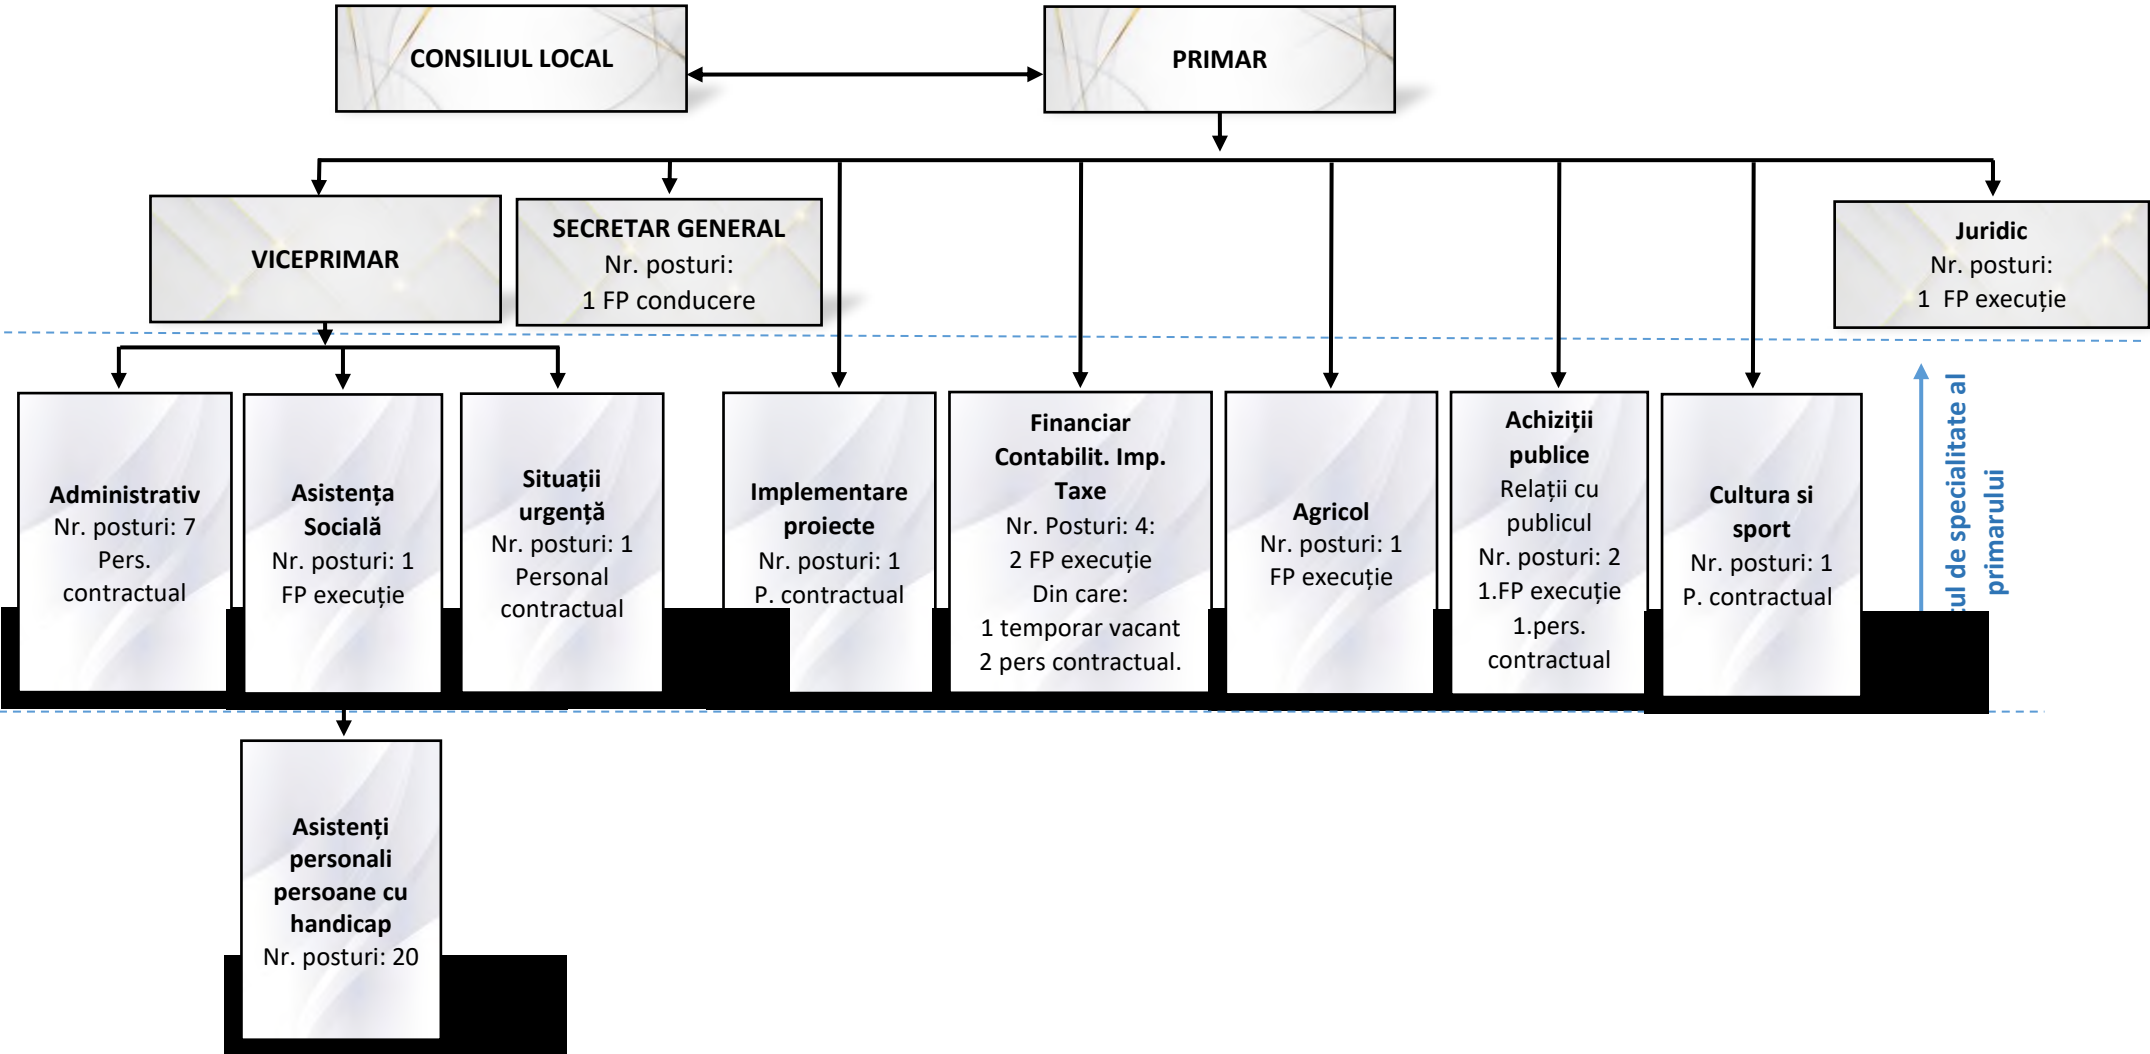 CONSILIUL LOCAL
PRIMAR
VICEPRIMAR
SECRETAR GENERAL
Nr. posturi:
1 FP conducere
Juridic
Nr. posturi:
1 FP execuție
Administrativ
Nr. posturi: 7
Pers.
contractual
Asistența
Socială
Nr. posturi: 1
FP execuție
Situații
urgență
Nr. posturi: 1
Personal
contractual
Implementare
proiecte
Nr. posturi: 1
P. contractual
Financiar
Contabilit. Imp.
Taxe
Nr. Posturi: 4:
2 FP execuție
Din care:
1 temporar vacant
2 pers contractual.
Agricol
Nr. posturi: 1
FP execuție
Achiziții
publice
Relații cu
publicul
Nr. posturi: 2
1.FP execuție
1.pers.
contractual
Cultura si
sport
Nr. posturi: 1
P. contractual
de specialitate al
primarului
Asistenți
personali
persoane cu
handicap
Nr. posturi: 20